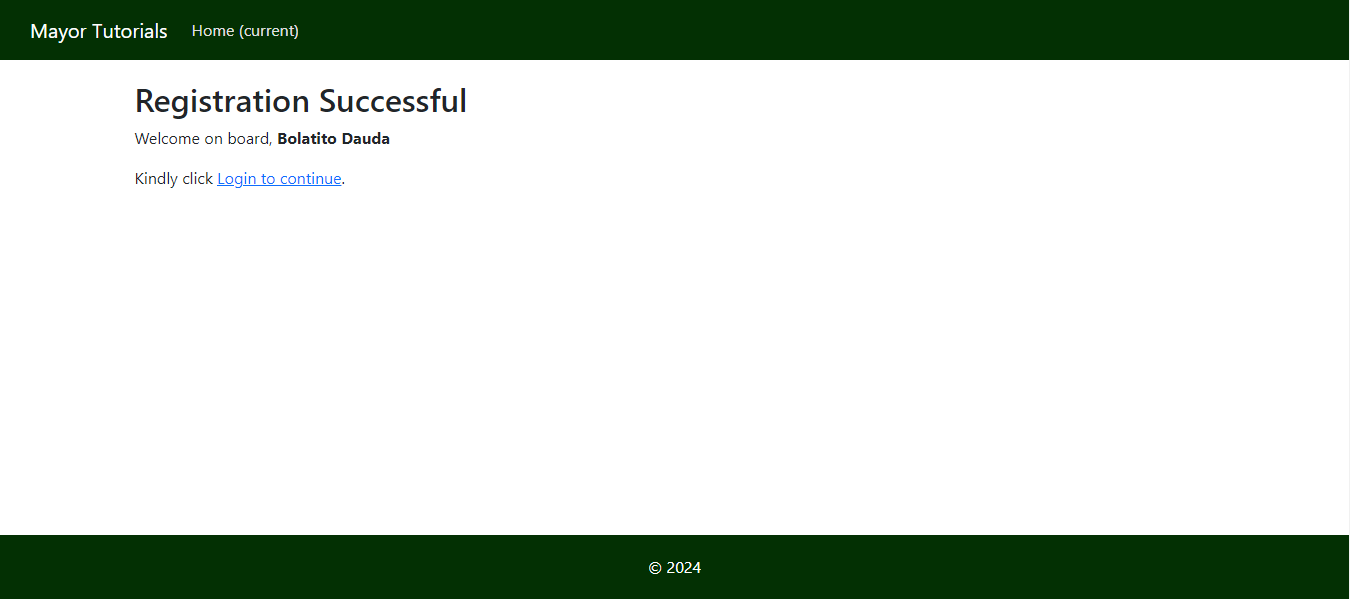 Mayor Tutorials Home (current)
Registration Successful
Welcome on board, Bolatito Dauda
Kindly click Login to continue.
© 2024